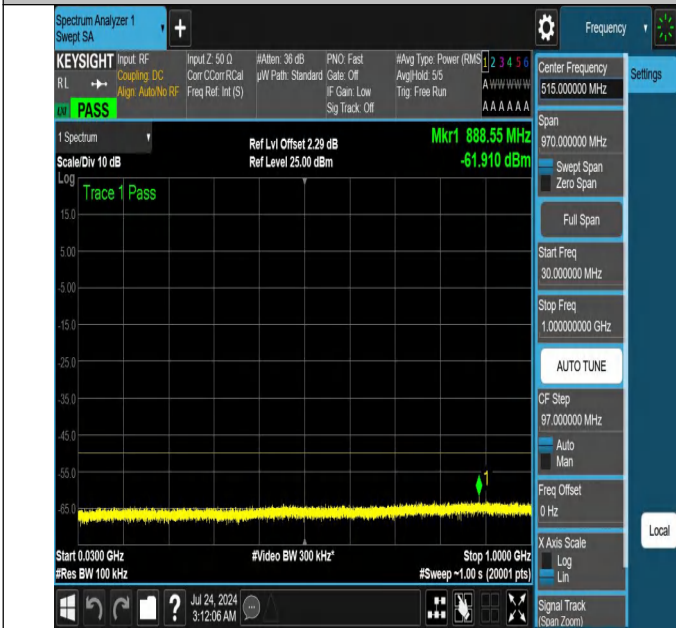 Spectrum Analyzer 1
Swept SA
+
Frequency
KEYSIGHT
RL
Input: RF
Coupling: DC
Align: Auto/No RF
Input Z: 50 Ω
Corr CCorr RCal
Freq Ref: Int (S)
#Atten: 36 dB
µW Path: Standard
PNO: Fast
Gate: Off
IF Gain: Low
Sig Track: Off
#Avg Type: Power (RMS
Avg|Hold: 5/5
Trig: Free Run
1 2 3 4 5 6
A W W W W W
A A A A A A
PASS
1 Spectrum
Scale/Div 10 dB
Ref Lvl Offset 2.29 dB
Ref Level 25.00 dBm
Mkr1 888.55 MHz
-61.910 dBm
Log
Trace 1 Pass
15.0
5.00
-5.00
-15.0
-25.0
-35.0
-45.0
-55.0
-65.0
1
Start 0.0300 GHz
#Res BW 100 kHz
#Video BW 300 kHz*
Stop 1.0000 GHz
#Sweep ~1.00 s (20001 pts)
Center Frequency
515.000000 MHz
Settings
Span
970.000000 MHz
Swept Span
Zero Span
Full Span
Start Freq
30.000000 MHz
Stop Freq
1.000000000 GHz
AUTO TUNE
CF Step
97.000000 MHz
Auto
Man
Freq Offset
0 Hz
X Axis Scale
Log
Lin
Local
Signal Track
(Span Zoom)
?
Jul 24, 2024
3:12:06 AM